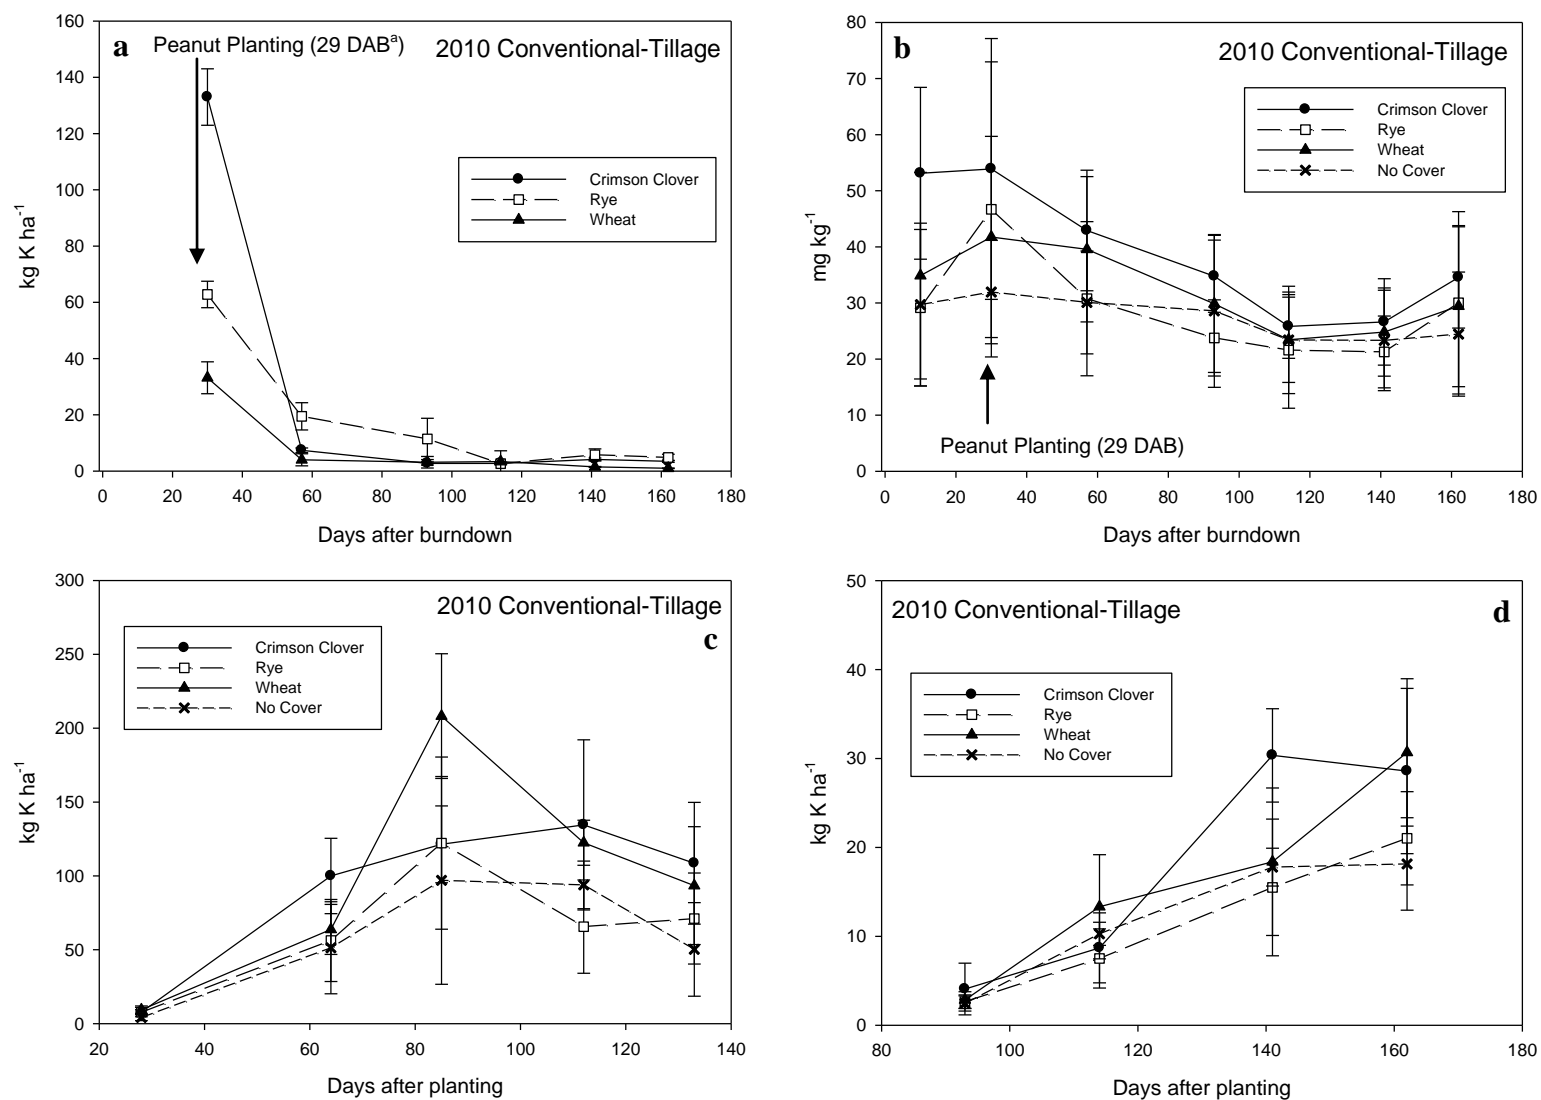 a
Peanut Planting (29 DABᵃ)
2010 Conventional-Tillage
160
140
120
100
80
60
40
20
0
kg K ha⁻¹
Crimson Clover
Rye
Wheat
0 20 40 60 80 100 120 140 160 180
Days after burndown
b
2010 Conventional-Tillage
80
70
60
50
40
30
20
10
0
mg kg⁻¹
Crimson Clover
Rye
Wheat
No Cover
Peanut Planting (29 DAB)
0 20 40 60 80 100 120 140 160 180
Days after burndown
2010 Conventional-Tillage
c
300
250
200
150
100
50
0
kg K ha⁻¹
Crimson Clover
Rye
Wheat
No Cover
20 40 60 80 100 120 140
Days after planting
2010 Conventional-Tillage
d
50
40
30
20
10
0
kg K ha⁻¹
Crimson Clover
Rye
Wheat
No Cover
80 100 120 140 160 180
Days after planting